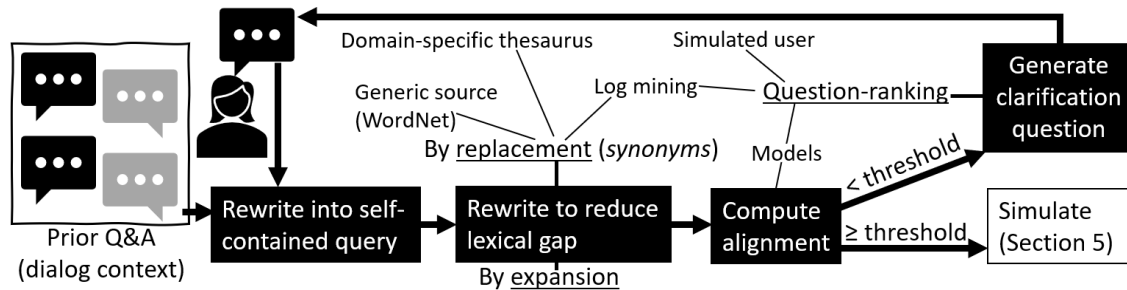 Domain-specific thesaurus
Simulated user
Generic source
(WordNet)
Log mining
Question-ranking
Generate
clarification
question
By replacement (synonyms)
Models
< threshold
Prior Q&A
(dialog context)
Rewrite into self-
contained query
Rewrite to reduce
lexical gap
Compute
alignment
≥ threshold
Simulate
(Section 5)
By expansion